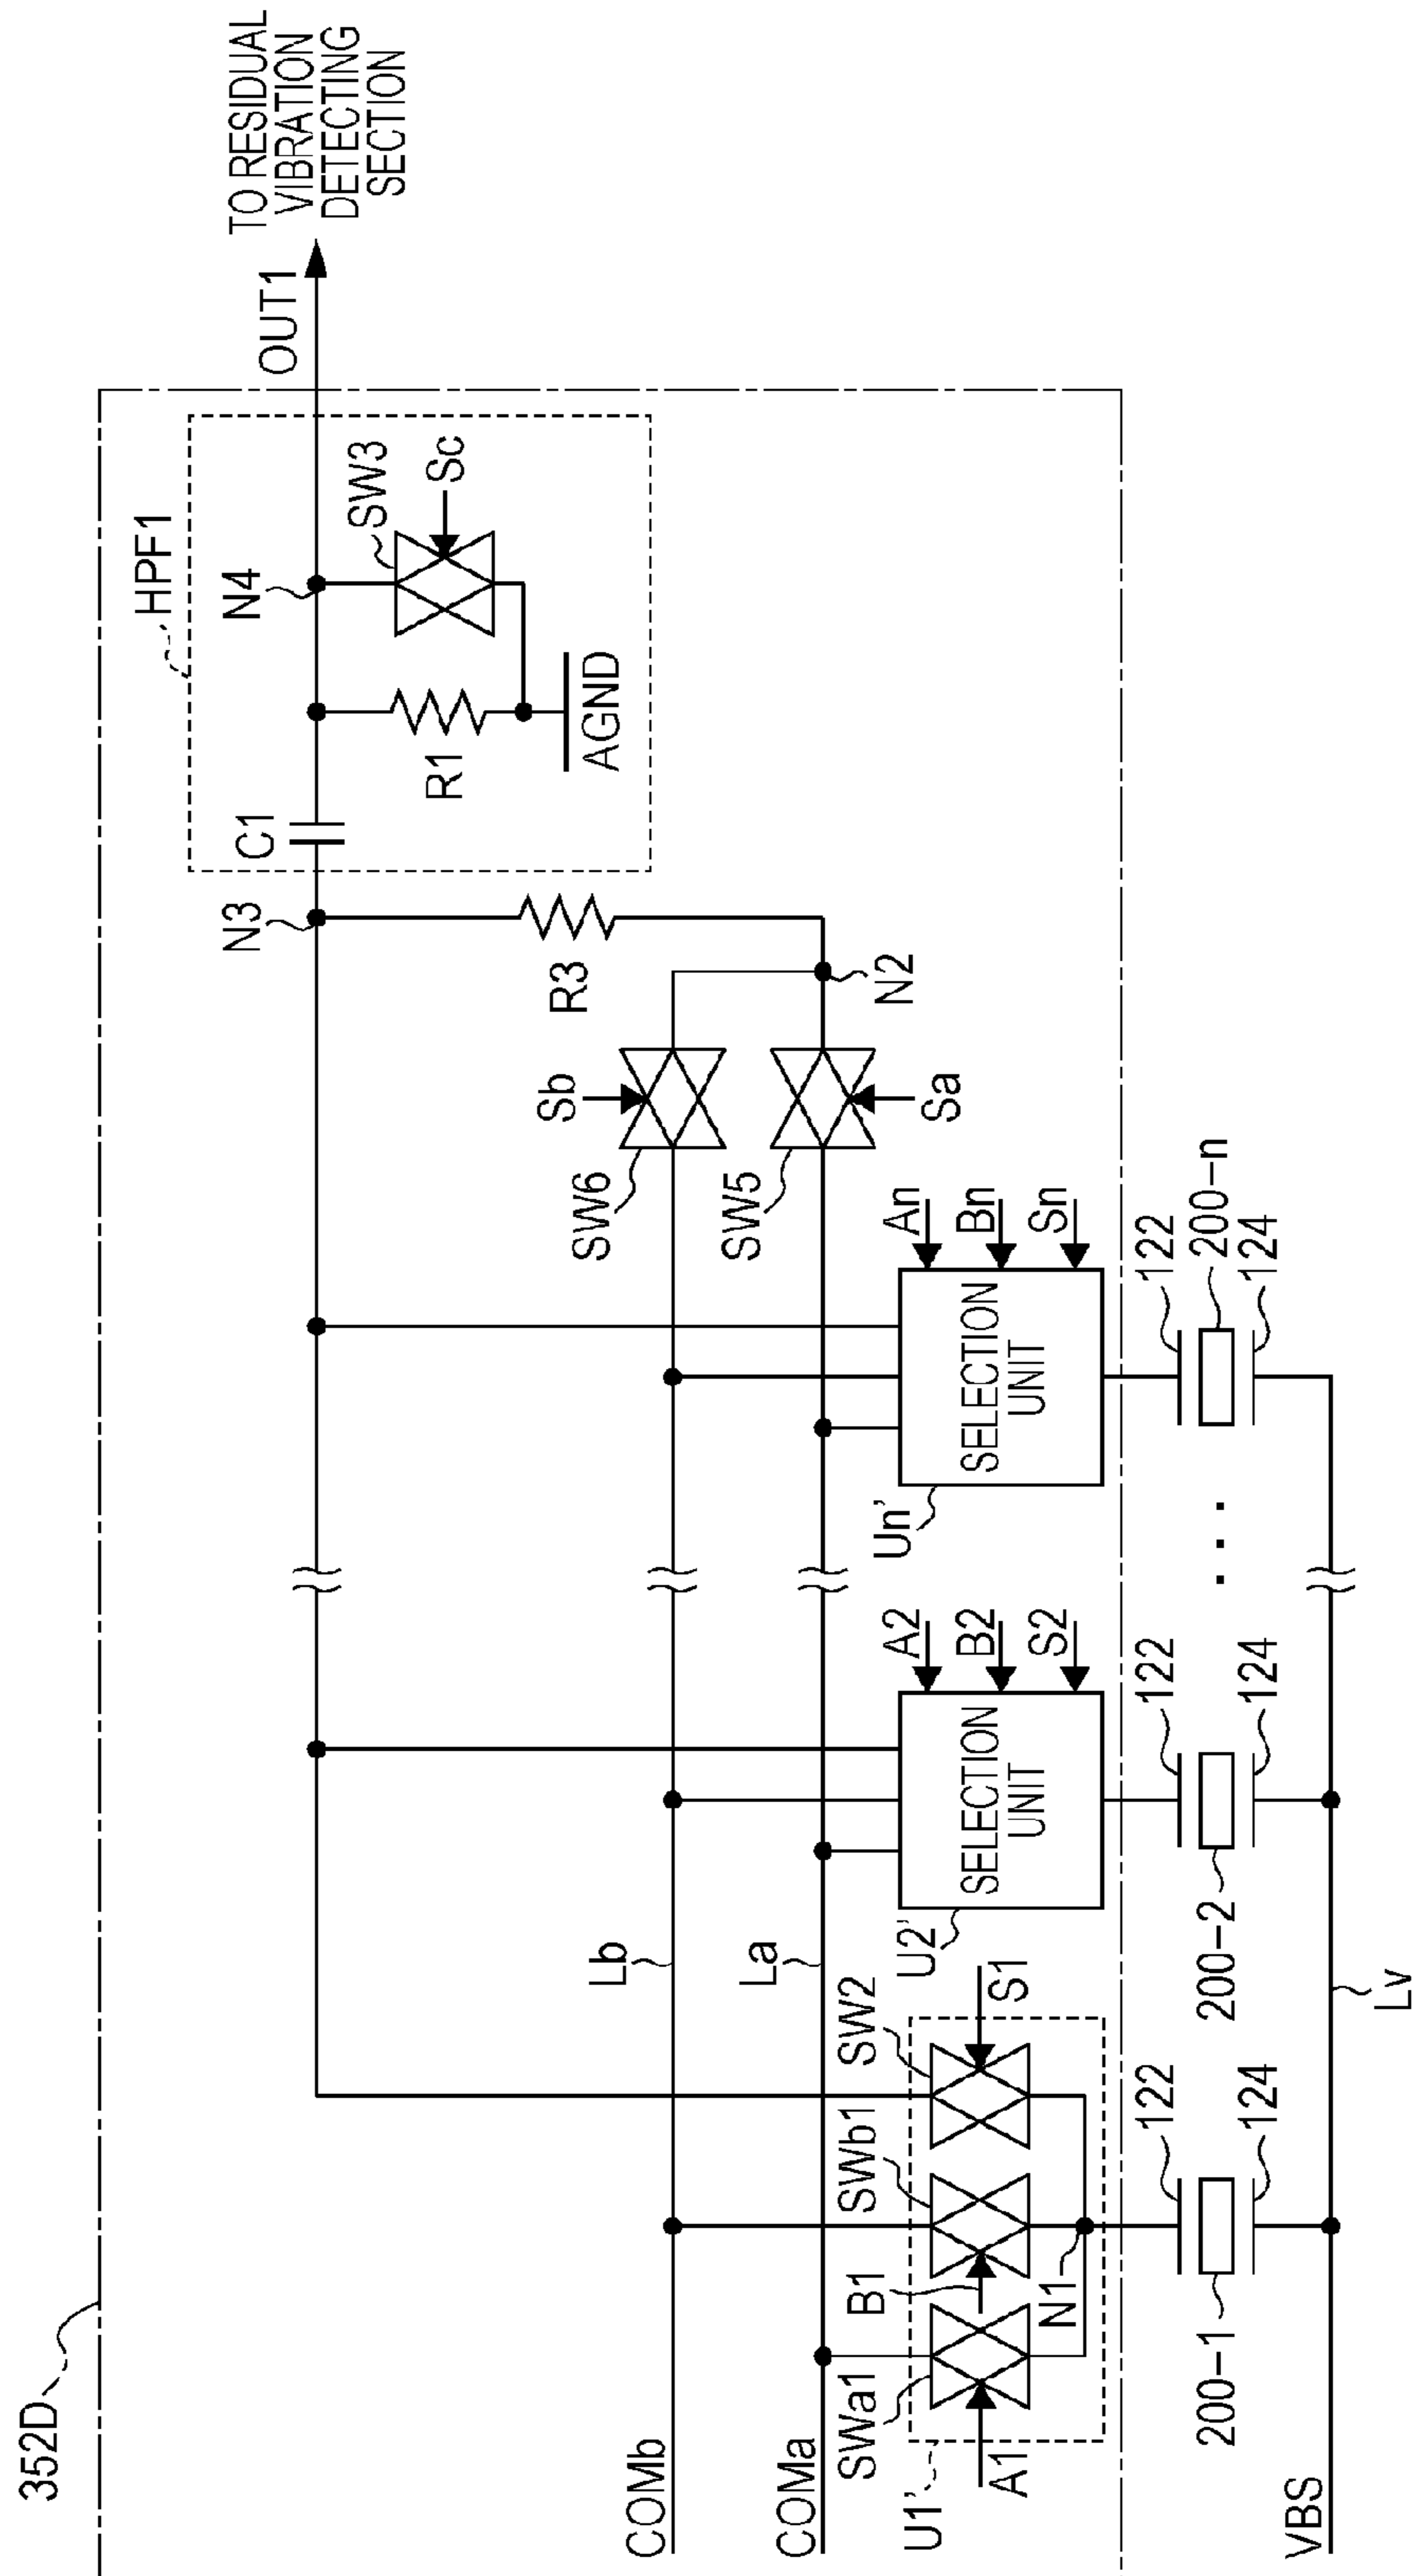 352D
HPF1
N3
C1
N4
OUT1
TO RESIDUAL
VIBRATION
DETECTING
SECTION
R1
SW3
Sc
AGND
R3
N2
Sb
SW6
SW5
Sa
COMb
COMa
Lb
La
SWa1
SWb1
SW2
U1'
A1
B1
N1
S1
U2'
SELECTION
UNIT
A2
B2
S2
Un'
SELECTION
UNIT
An
Bn
Sn
122
200-1
124
122
200-2
124
...
122
200-n
124
VBS
Lv